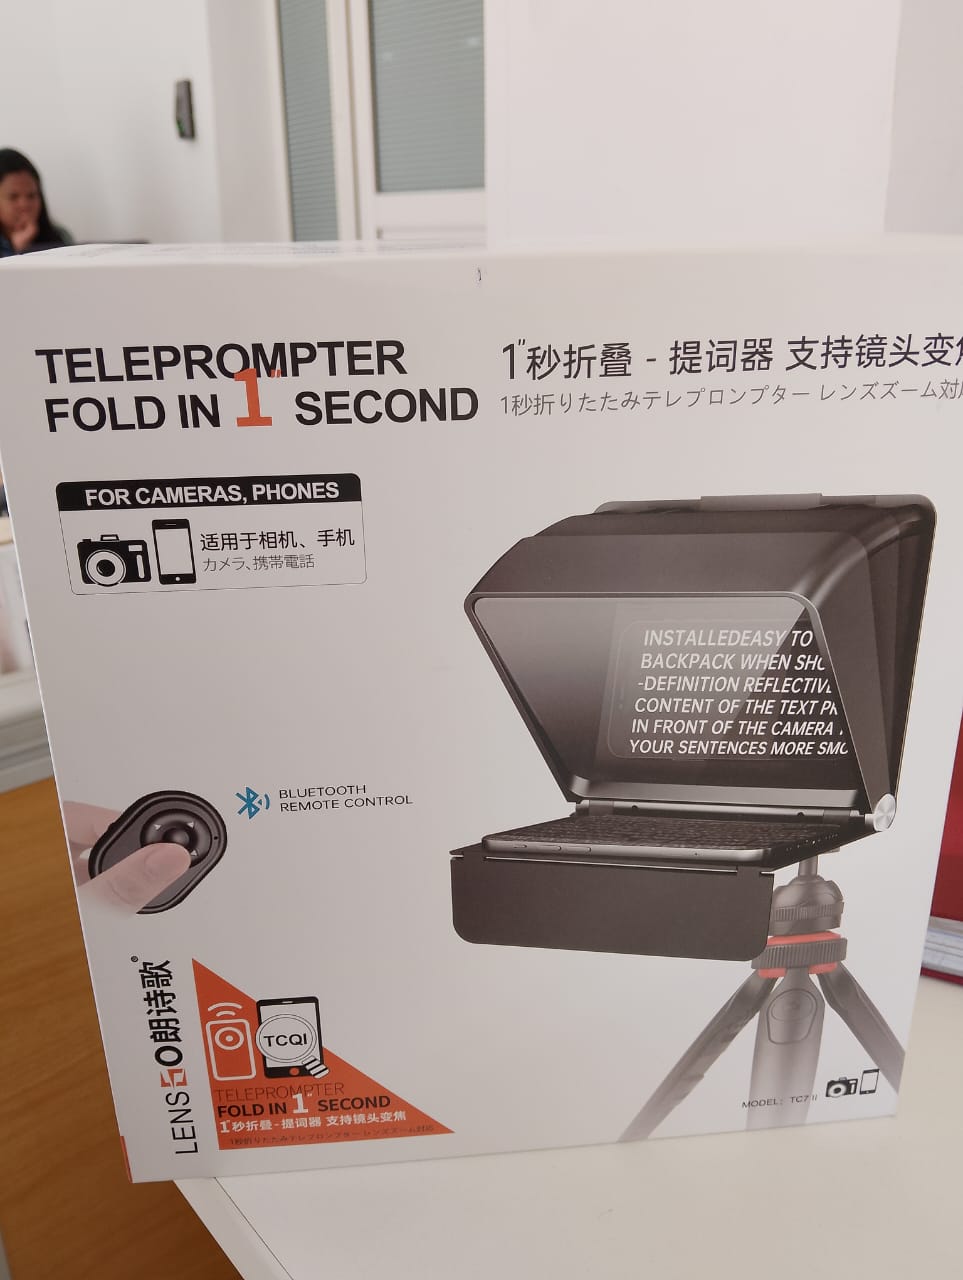 TELEPROMPTER
FOLD IN 1" SECOND
1"秒折叠 - 提词器 支持镜头变焦
1秒折りたたみテレプロンプター レンズズーム対応
FOR CAMERAS, PHONES
适用于相机、手机
カメラ、携帯電話
INSTALLEDEASY TO
BACKPACK WHEN SHO
-DEFINITION REFLECTIVE
CONTENT OF THE TEXT PR
IN FRONT OF THE CAMERA
YOUR SENTENCES MORE SMO
BLUETOOTH
REMOTE CONTROL
LENSGO朗诗歌®
TCQI
TELEPROMPTER
FOLD IN 1" SECOND
1"秒折叠-提词器 支持镜头变焦
1秒折りたたみテレプロンプター レンズズーム対応
MODEL: TC7 II